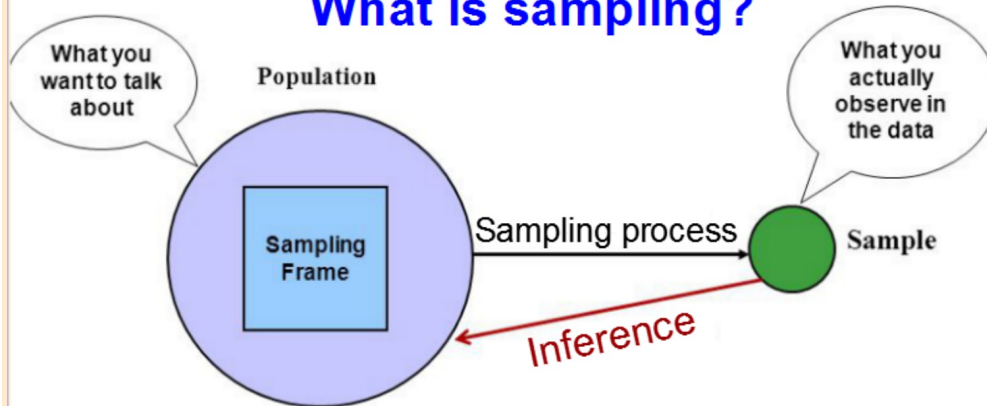 What is sampling?
What you
want to talk
about
Population
What you
actually
observe in
the data
Sampling
Frame
Sampling process
Sample
Inference